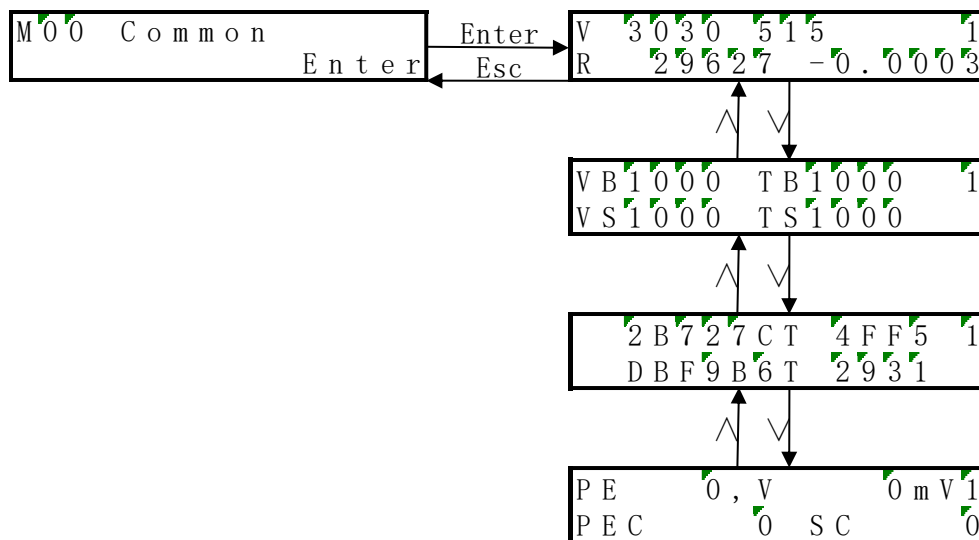 M00 Common
Enter
Enter
Esc
V 3030 515 1
R 29627 -0.0003
∧ ∨
VB1000 TB1000 1
VS1000 TS1000
∧ ∨
2B727CT 4FF5 1
DBF9B6T 2931
∧ ∨
PE 0,V 0mV1
PEC 0 SC 0